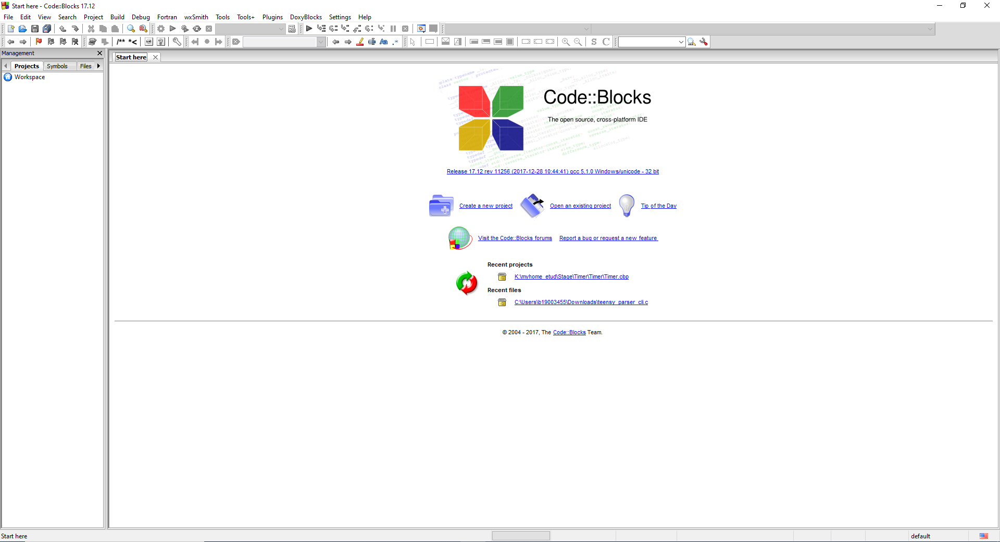 Start here - Code::Blocks 17.12
File Edit View Search Project Build Debug Fortran wxSmith Tools Tools+ Plugins DoxyBlocks Settings Help
/** *<
Aa .*
S C
Management
Projects Symbols Files
Workspace
Start here
Code::Blocks
The open source, cross-platform IDE
Release 17.12 rev 11256 (2017-12-28 10:44:41) gcc 5.1.0 Windows/unicode - 32 bit
Create a new project Open an existing project Tip of the Day
Visit the Code::Blocks forums Report a bug or request a new feature
Recent projects
K:\myhome_etud\Stage\Timer\Timer\Timer.cbp
Recent files
C:\Users\b19003455\Downloads\teensy_parser_cli.c
© 2004 - 2017, The Code::Blocks Team.
Start here
default